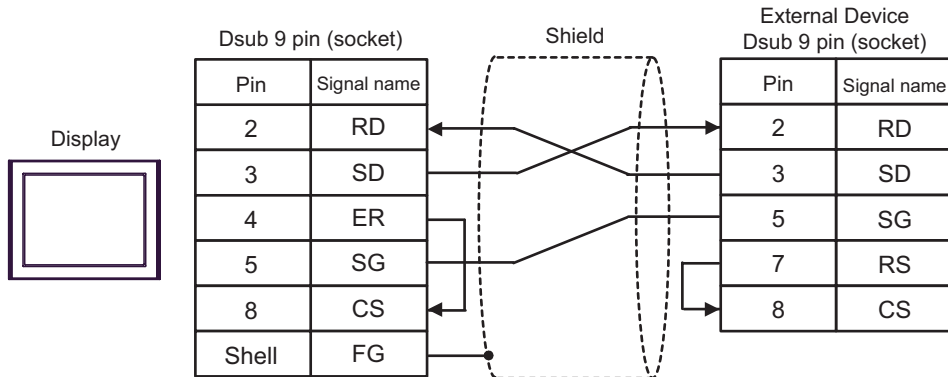 External Device
Dsub 9 pin (socket)
Shield
Dsub 9 pin (socket)
Display
Pin Signal name
2 RD
3 SD
4 ER
5 SG
8 CS
Shell FG
Pin Signal name
2 RD
3 SD
5 SG
7 RS
8 CS